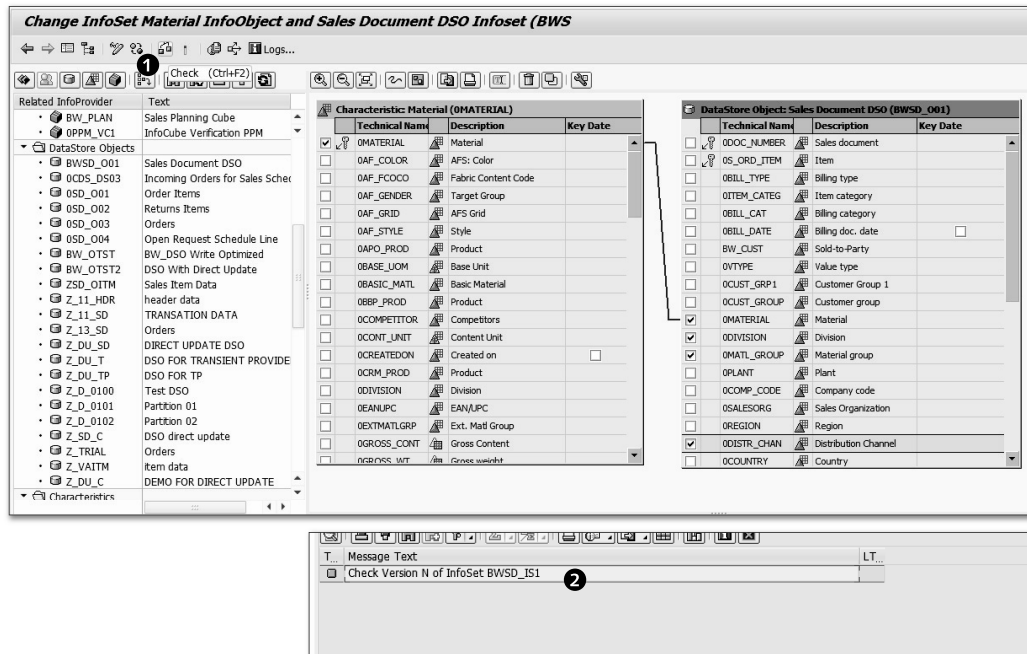 Change InfoSet Material InfoObject and Sales Document DSO Infoset (BWS
Logs...
1
Check (Ctrl+F2)
Related InfoProvider Text
BW_PLAN Sales Planning Cube
0PPM_VC1 InfoCube Verification PPM
DataStore Objects
BWSD_O01 Sales Document DSO
0CDS_DS03 Incoming Orders for Sales Sched
0SD_O01 Order Items
0SD_O02 Returns Items
0SD_O03 Orders
0SD_O04 Open Request Schedule Line
BW_OTST BW_DSO Write Optimized
BW_OTST2 DSO With Direct Update
ZSD_OITM Sales Item Data
Z_11_HDR header data
Z_11_SD TRANSATION DATA
Z_13_SD Orders
Z_DU_SD DIRECT UPDATE DSO
Z_DU_T DSO FOR TRANSIENT PROVIDE
Z_DU_TP DSO FOR TP
Z_D_0100 Test DSO
Z_D_0101 Partition 01
Z_D_0102 Partition 02
Z_SD_C DSO direct update
Z_TRIAL Orders
Z_VAITM item data
Z_DU_C DEMO FOR DIRECT UPDATE
Characteristics
Characteristic: Material (0MATERIAL)
Technical Name Description Key Date
0MATERIAL Material
0AF_COLOR AFS: Color
0AF_FCOCO Fabric Content Code
0AF_GENDER Target Group
0AF_GRID AFS Grid
0AF_STYLE Style
0APO_PROD Product
0BASE_UOM Base Unit
0BASIC_MATL Basic Material
0BBP_PROD Product
0COMPETITOR Competitors
0CONT_UNIT Content Unit
0CREATEDON Created on
0CRM_PROD Product
0DIVISION Division
0EANUPC EAN/UPC
0EXTMATLGRP Ext. Matl Group
0GROSS_CONT Gross Content
0GROSS_WT Gross weight
DataStore Object: Sales Document DSO (BWSD_O01)
Technical Name Description Key Date
0DOC_NUMBER Sales document
0S_ORD_ITEM Item
0BILL_TYPE Billing type
0ITEM_CATEG Item category
0BILL_CAT Billing category
0BILL_DATE Billing doc. date
BW_CUST Sold-to-Party
0VTYPE Value type
0CUST_GRP1 Customer Group 1
0CUST_GROUP Customer group
0MATERIAL Material
0DIVISION Division
0MATL_GROUP Material group
0PLANT Plant
0COMP_CODE Company code
0SALESORG Sales Organization
0REGION Region
0DISTR_CHAN Distribution Channel
0COUNTRY Country
T... Message Text LT...
Check Version N of InfoSet BWSD_IS1
2